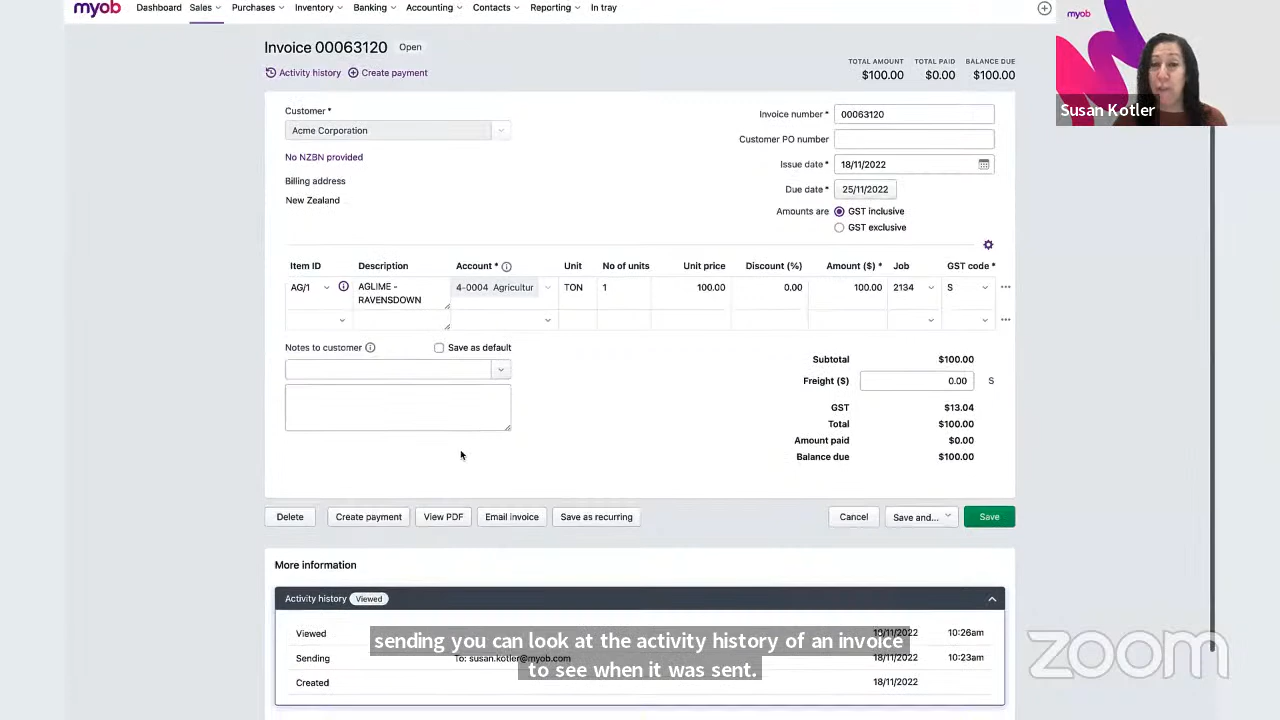 myob Dashboard Sales Purchases Inventory Banking Accounting Contacts Reporting In tray
myob
Susan Kotler
Invoice 00063120 Open
Activity history Create payment
TOTAL AMOUNT TOTAL PAID BALANCE DUE
$100.00 $0.00 $100.00
Customer *
Acme Corporation
No NZBN provided
Billing address
New Zealand
Invoice number * 00063120
Customer PO number
Issue date * 18/11/2022
Due date * 25/11/2022
Amounts are GST inclusive
GST exclusive
Item ID Description Account * Unit No of units Unit price Discount (%) Amount ($) * Job GST code *
AG/1 AGLIME - 4-0004 Agricultur TON 1 100.00 0.00 100.00 2134 S
RAVENSDOWN
Notes to customer Save as default
Subtotal $100.00
Freight ($) 0.00 S
GST $13.04
Total $100.00
Amount paid $0.00
Balance due $100.00
Delete Create payment View PDF Email invoice Save as recurring Cancel Save and... Save
More information
Activity history Viewed
Viewed 18/11/2022 10:26am
Sending To: susan.kotler@myob.com 18/11/2022 10:23am
Created 18/11/2022
sending you can look at the activity history of an invoice
to see when it was sent.
zoom